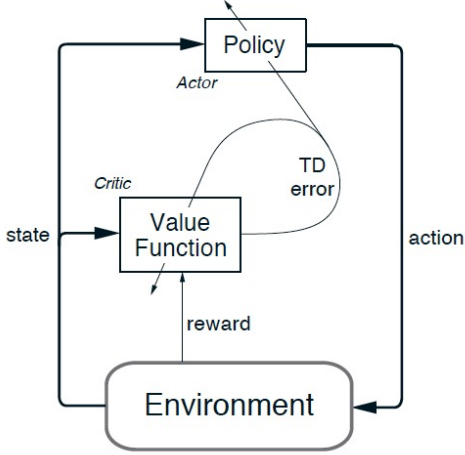 Policy
Actor
TD
error
Critic
Value
Function
state
action
reward
Environment